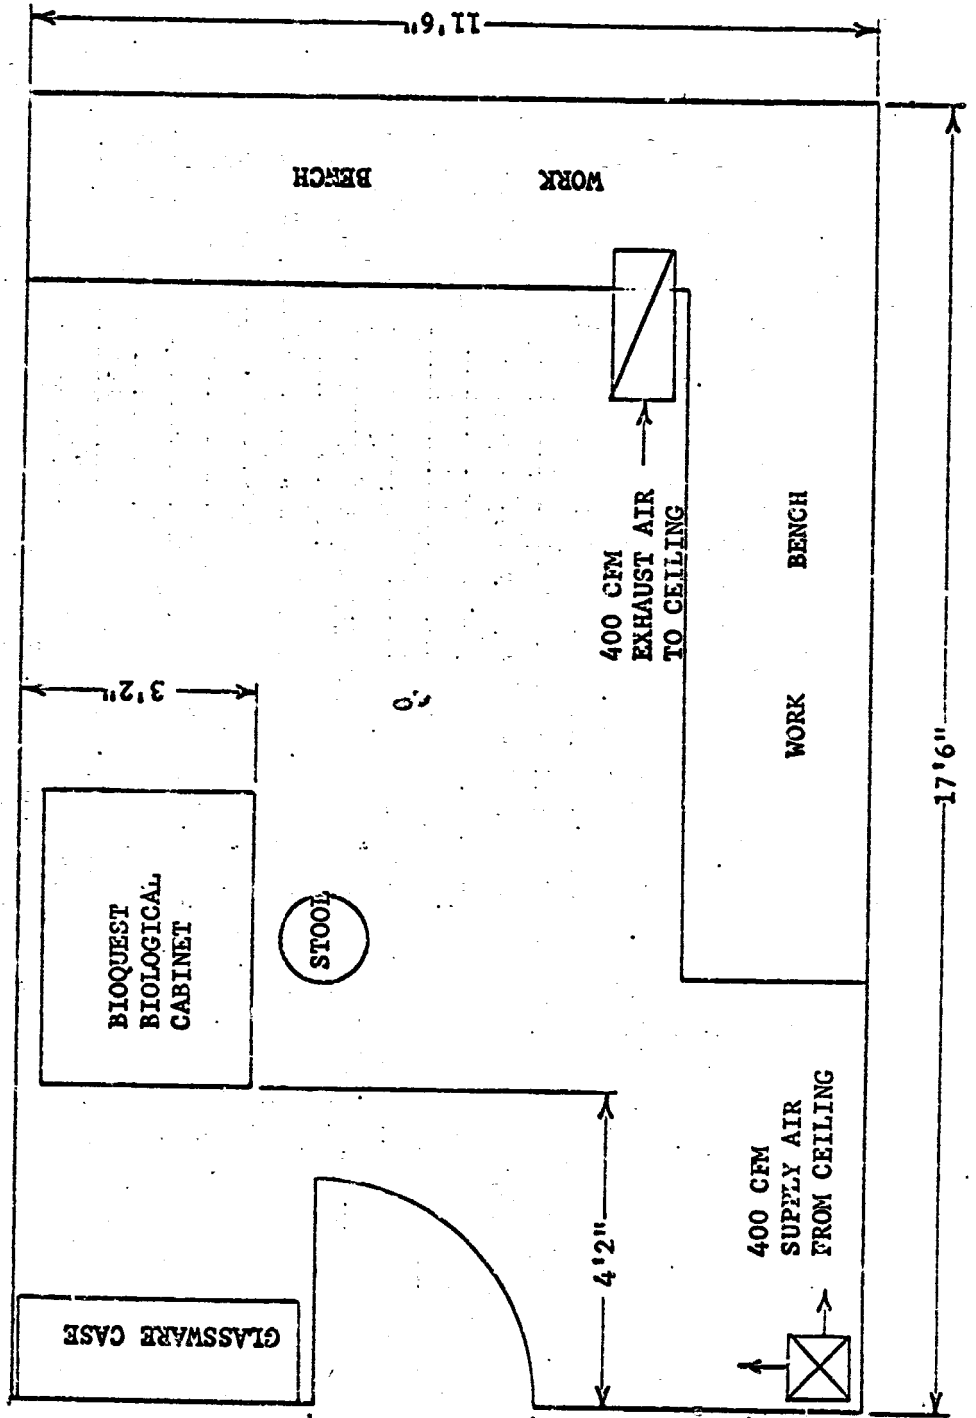 11'6"
WORK
BENCH
3'2"
BIOQUEST
BIOLOGICAL
CABINET
STOOL
400 CFM
EXHAUST AIR
TO CEILING
WORK BENCH
17'6"
GLASSWARE CASE
4'2"
400 CFM
SUPPLY AIR
FROM CEILING